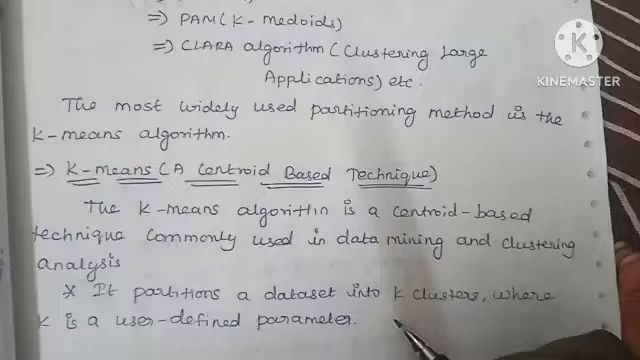 =) PAM (K-medoids)
=) CLARA algorithm (Clustering Large
Applications) etc.
The most widely used partitioning method is the
K-means algorithm.
=) K-means (A Centroid Based Technique)
The K-means algorithm is a centroid-based
technique commonly used in data mining and clustering
analysis
* It partitions a dataset into K clusters, where
K is a user-defined parameter.
K
KINEMASTER